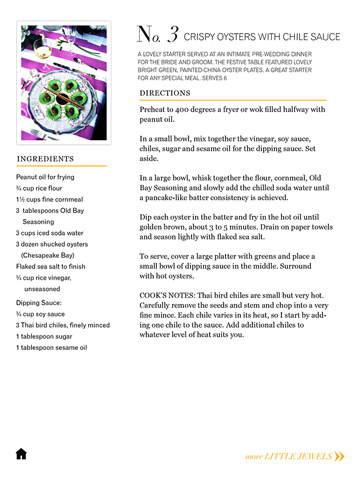 No. 3 CRISPY OYSTERS WITH CHILE SAUCE
A LOVELY STARTER SERVED AT AN INTIMATE PRE-WEDDING DINNER
FOR THE BRIDE AND GROOM. THE FESTIVE TABLE FEATURED LOVELY
BRIGHT GREEN, PAINTED-CHINA OYSTER PLATES. A GREAT STARTER
FOR ANY SPECIAL MEAL. SERVES 6
INGREDIENTS
Peanut oil for frying
¾ cup rice flour
1½ cups fine cornmeal
3 tablespoons Old Bay
Seasoning
3 cups iced soda water
3 dozen shucked oysters
(Chesapeake Bay)
Flaked sea salt to finish
¾ cup rice vinegar,
unseasoned
Dipping Sauce:
¾ cup soy sauce
3 Thai bird chiles, finely minced
1 tablespoon sugar
1 tablespoon sesame oil
DIRECTIONS
Preheat to 400 degrees a fryer or wok filled halfway with
peanut oil.
In a small bowl, mix together the vinegar, soy sauce,
chiles, sugar and sesame oil for the dipping sauce. Set
aside.
In a large bowl, whisk together the flour, cornmeal, Old
Bay Seasoning and slowly add the chilled soda water until
a pancake-like batter consistency is achieved.
Dip each oyster in the batter and fry in the hot oil until
golden brown, about 3 to 5 minutes. Drain on paper towels
and season lightly with flaked sea salt.
To serve, cover a large platter with greens and place a
small bowl of dipping sauce in the middle. Surround
with hot oysters.
COOK'S NOTES: Thai bird chiles are small but very hot.
Carefully remove the seeds and stem and chop into a very
fine mince. Each chile varies in its heat, so I start by add-
ing one chile to the sauce. Add additional chiles to
whatever level of heat suits you.
more LITTLE JEWELS